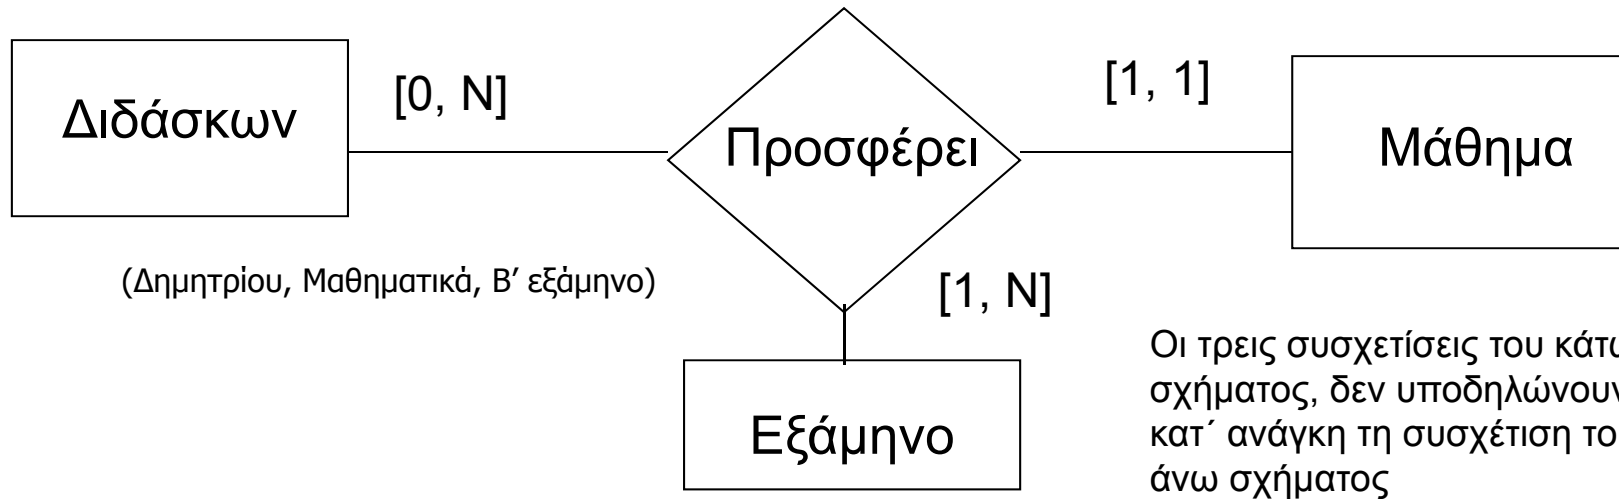 Διδάσκων
[0, N]
Προσφέρει
[1, 1]
Μάθημα
(Δημητρίου, Μαθηματικά, Β’ εξάμηνο)
[1, N]
Εξάμηνο
Οι τρεις συσχετίσεις του
σχήματος, δεν υποδηλώνουν
κατ΄ ανάγκη τη συσχέτιση
άνω σχήματος